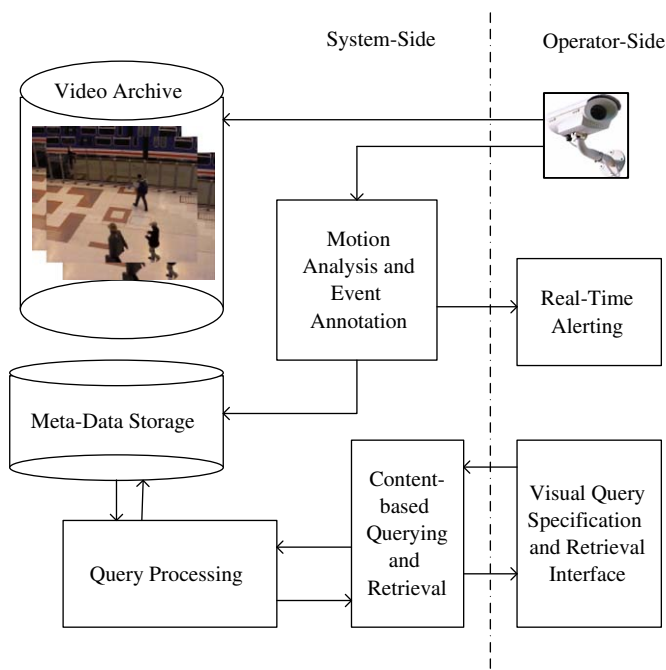 System-Side
Operator-Side
Video Archive
Motion
Analysis and
Event
Annotation
Real-Time
Alerting
Meta-Data Storage
Content-
based
Querying
and
Retrieval
Visual Query
Specification
and Retrieval
Interface
Query Processing